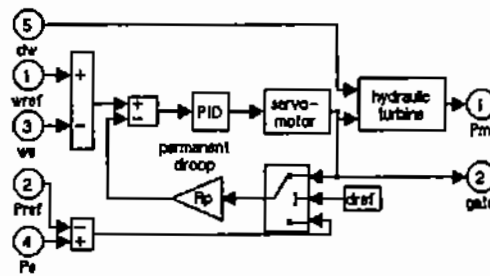 5
dw
1
wref
3
we
2
Pref
4
Pe
+
−
+
−
PID
servo-
motor
hydraulic
turbine
1
Pm
permanent
droop
Rp
dref
2
gate
−
+